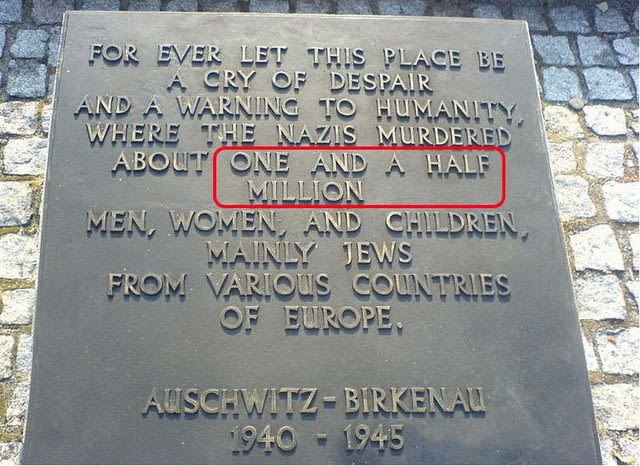 FOR EVER LET THIS PLACE BE
A CRY OF DESPAIR
AND A WARNING TO HUMANITY,
WHERE THE NAZIS MURDERED
ABOUT ONE AND A HALF
MILLION
MEN, WOMEN, AND CHILDREN,
MAINLY JEWS
FROM VARIOUS COUNTRIES
OF EUROPE.
AUSCHWITZ - BIRKENAU
1940 - 1945